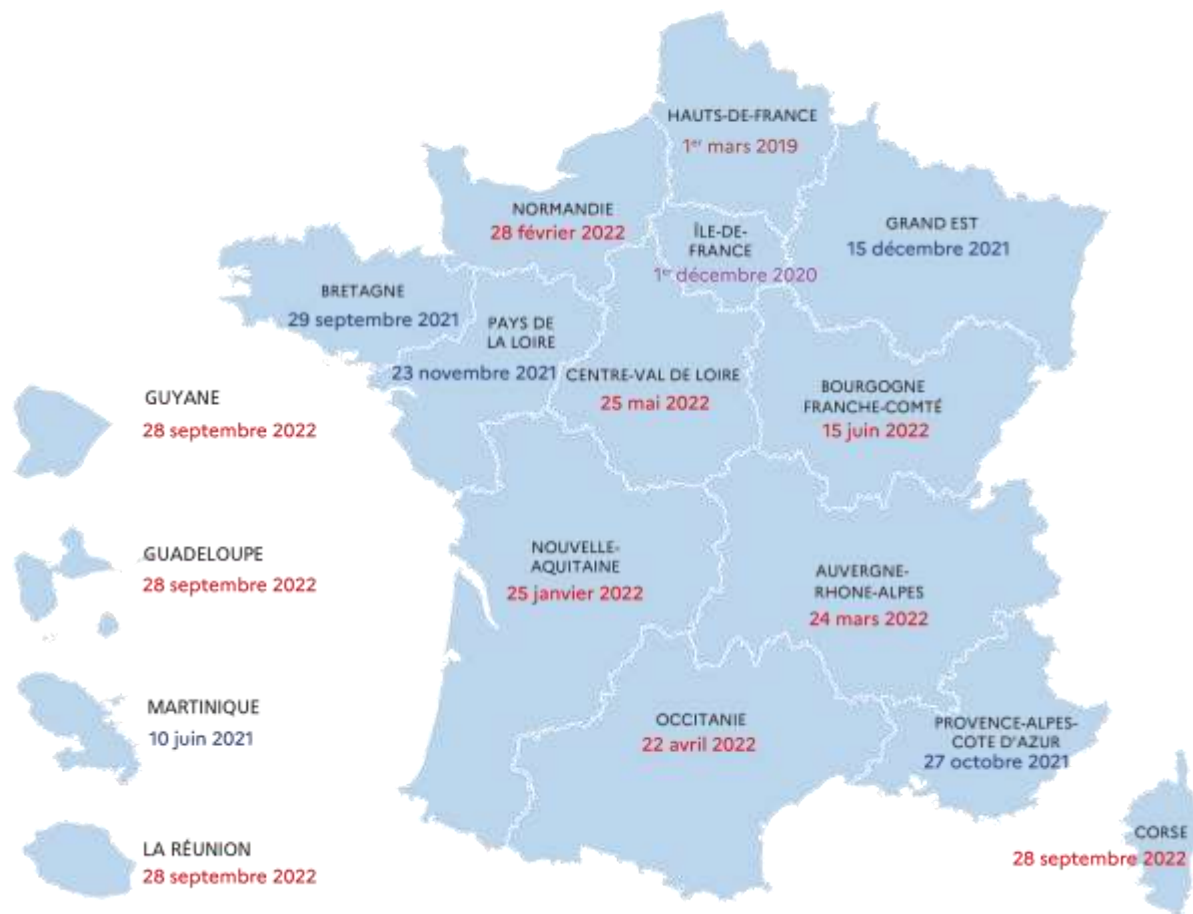 HAUTS-DE-FRANCE
1er mars 2019
NORMANDIE
28 février 2022
ÎLE-DE-
FRANCE
1er décembre 2020
GRAND EST
15 décembre 2021
BRETAGNE
29 septembre 2021
PAYS DE
LA LOIRE
23 novembre 2021
CENTRE-VAL DE LOIRE
25 mai 2022
BOURGOGNE
FRANCHE-COMTÉ
15 juin 2022
GUYANE
28 septembre 2022
GUADELOUPE
28 septembre 2022
NOUVELLE-
AQUITAINE
25 janvier 2022
AUVERGNE-
RHONE-ALPES
24 mars 2022
MARTINIQUE
10 juin 2021
OCCITANIE
22 avril 2022
PROVENCE-ALPES-
COTE D'AZUR
27 octobre 2021
LA RÉUNION
28 septembre 2022
CORSE
28 septembre 2022